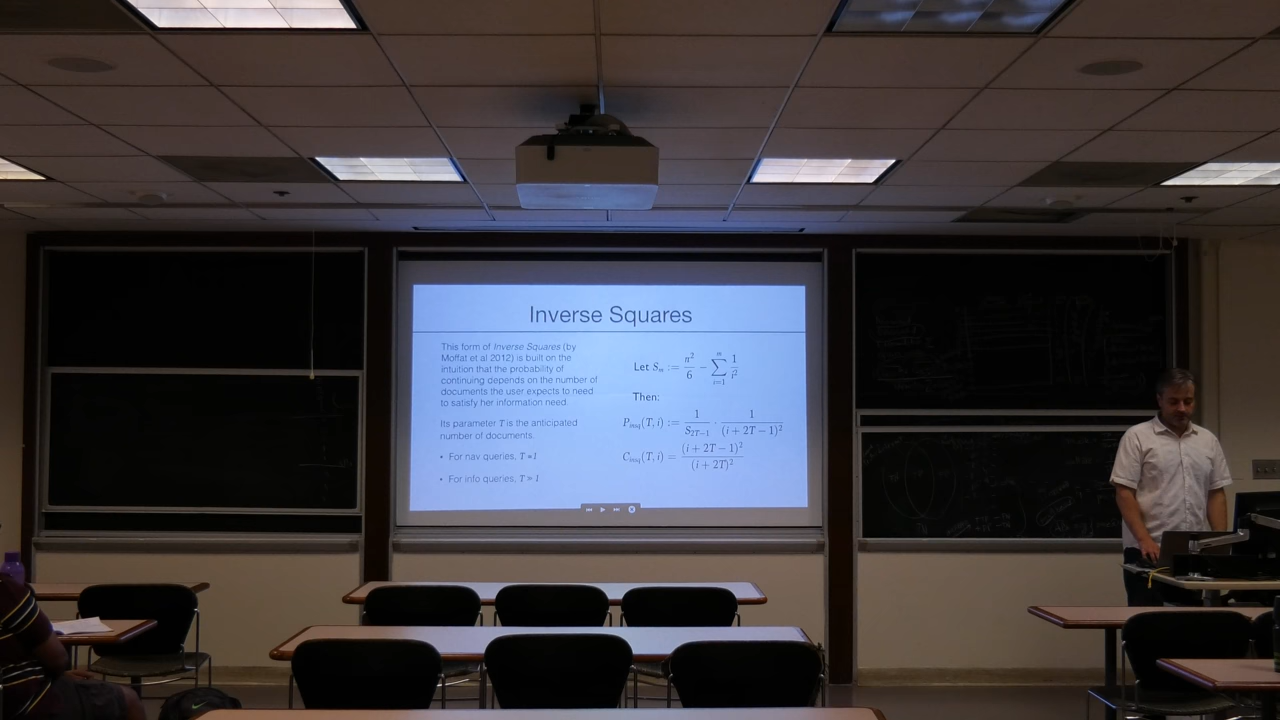 Inverse Squares
This form of Inverse Squares (by
Moffat et al 2012) is built on the
intuition that the probability of
continuing depends on the number of
documents the user expects to need
to satisfy her information need.
Its parameter T is the anticipated
number of documents.
• For nav queries, T ≈ 1
• For info queries, T » 1
Let S_m := π²/6 − ∑_{i=1}^{m} 1/i²
Then:
P_insq(T, i) := 1/S_{2T−1} · 1/(i + 2T − 1)²
C_insq(T, i) = (i + 2T − 1)²/(i + 2T)²